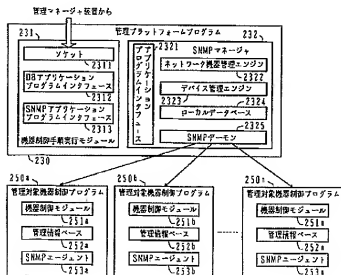 管理マネージャ装置から
管理プラットフォームプログラム
231
232
ソケット
2311
DBアプリケーション
プログラムインタフェース
2312
SNMPアプリケーション
プログラムインタフェース
2313
機器制御手順実行モジュール
230
2321
アプリケーション
プログラムインタフェース
SNMPマネージャ
ネットワーク機器管理エンジン
2322
デバイス管理エンジン
2323
2324
ローカルデータベース
2325
SNMPデーモン
250a
管理対象機器制御プログラム
機器制御モジュール
251a
管理情報ベース
252a
SNMPエージェント
253a
250b
管理対象機器制御プログラム
機器制御モジュール
251b
管理情報ベース
252b
SNMPエージェント
253b
管理対象機器制御プログラム
機器制御モジュール
管理情報ベース
SNMPエージェント